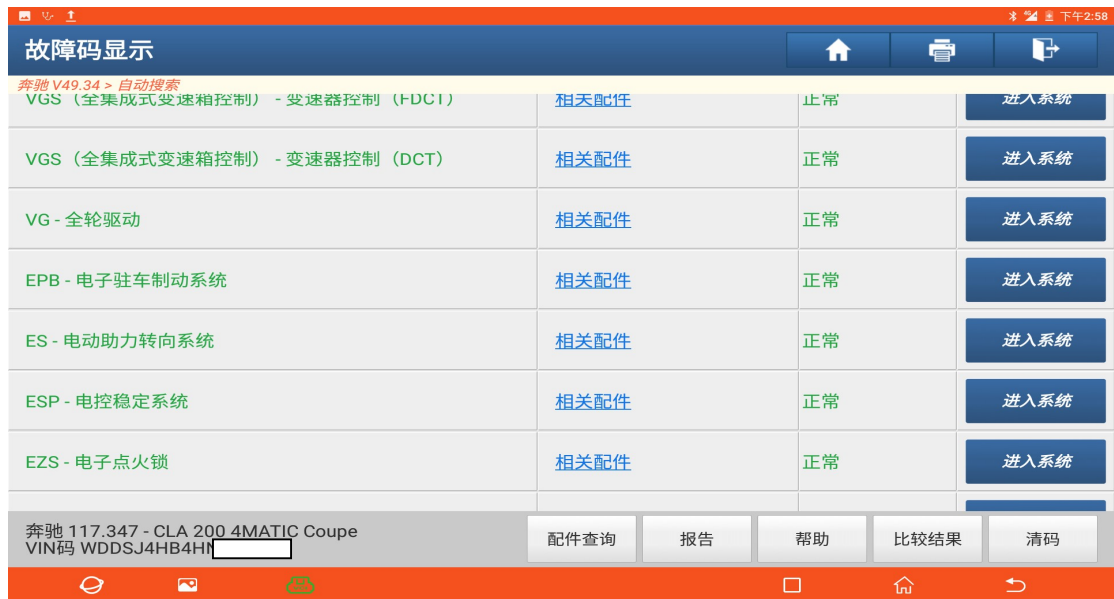 下午2:58
故障码显示
奔驰 V49.34 > 自动搜索
VGS（全集成式变速箱控制） - 变速器控制（FDCT） 相关配件 正常 进入系统
VGS（全集成式变速箱控制） - 变速器控制（DCT） 相关配件 正常 进入系统
VG - 全轮驱动 相关配件 正常 进入系统
EPB - 电子驻车制动系统 相关配件 正常 进入系统
ES - 电动助力转向系统 相关配件 正常 进入系统
ESP - 电控稳定系统 相关配件 正常 进入系统
EZS - 电子点火锁 相关配件 正常 进入系统
奔驰 117.347 - CLA 200 4MATIC Coupe
VIN码 WDDSJ4HB4H
配件查询 报告 帮助 比较结果 清码